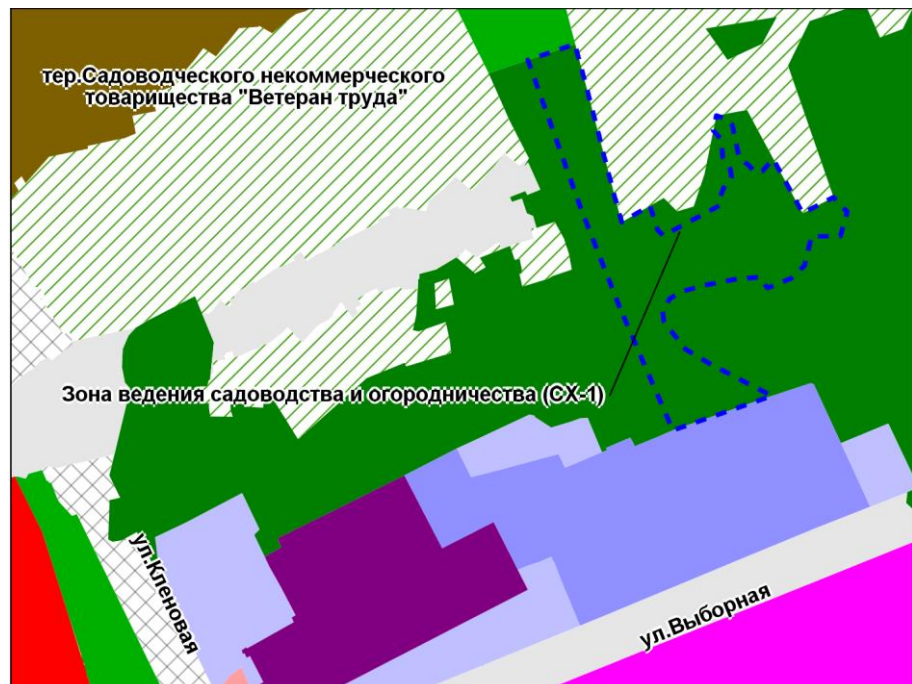 тер.Садоводческого некоммерческого
товарищества "Ветеран труда"
Зона ведения садоводства и огородничества (СХ-1)
ул.Кленовая
ул.Выборная